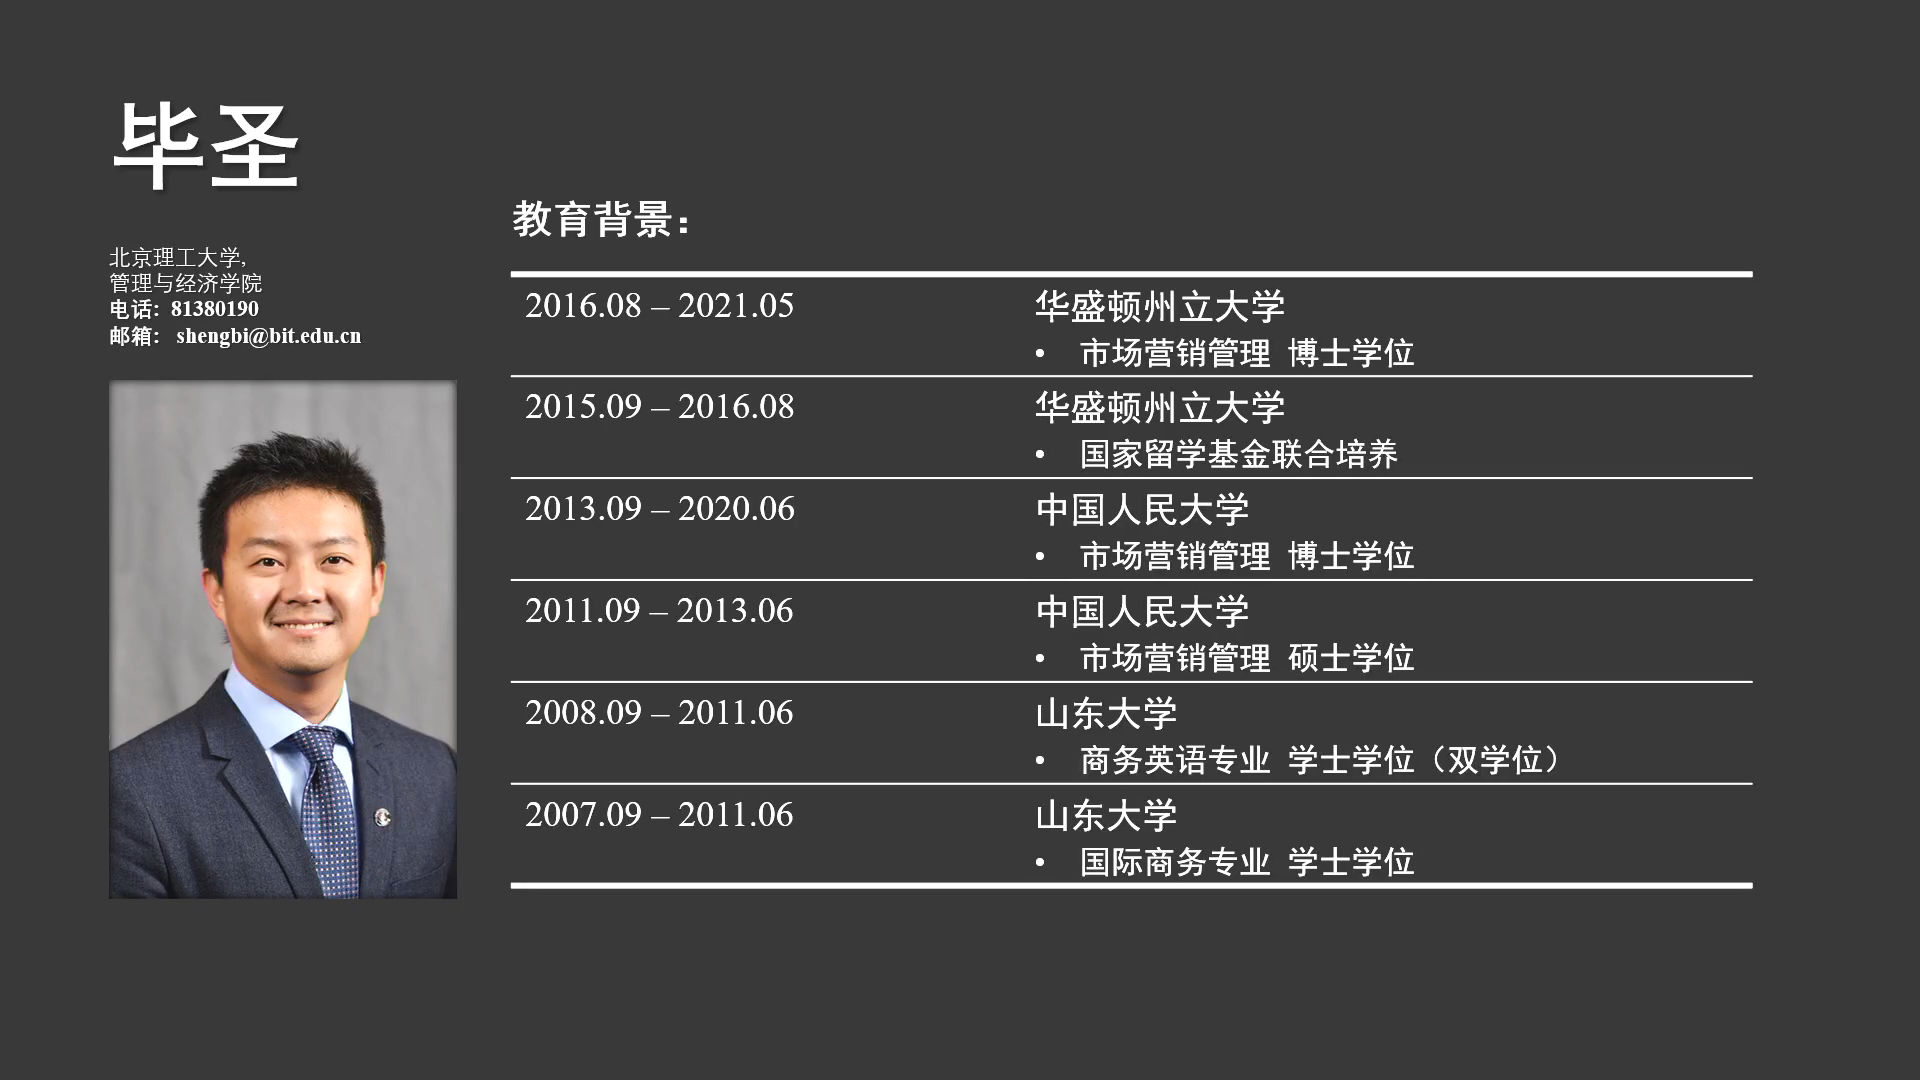 毕圣
北京理工大学,
管理与经济学院
电话: 81380190
邮箱: shengbi@bit.edu.cn
教育背景:
2016.08 – 2021.05 华盛顿州立大学
• 市场营销管理 博士学位
2015.09 – 2016.08 华盛顿州立大学
• 国家留学基金联合培养
2013.09 – 2020.06 中国人民大学
• 市场营销管理 博士学位
2011.09 – 2013.06 中国人民大学
• 市场营销管理 硕士学位
2008.09 – 2011.06 山东大学
• 商务英语专业 学士学位（双学位）
2007.09 – 2011.06 山东大学
• 国际商务专业 学士学位